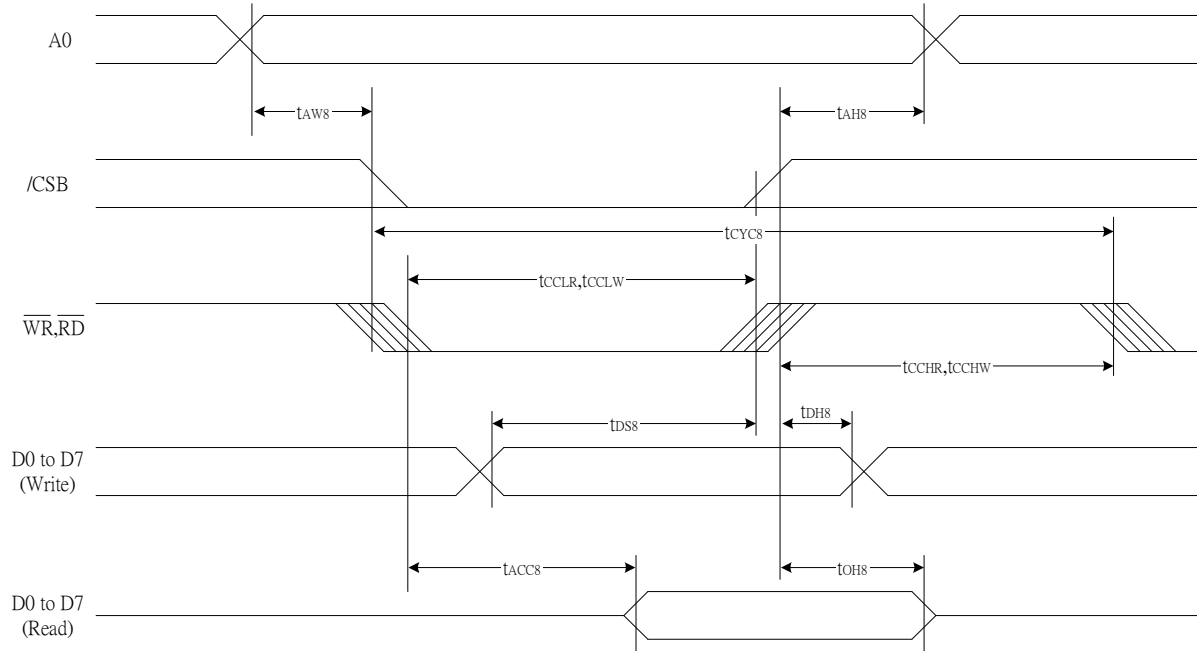 A0
tAW8
tAH8
/CSB
tCYC8
tCCLR,tCCLW
WR,RD
tCCHR,tCCHW
tDS8
tDH8
D0 to D7
(Write)
tACC8
tOH8
D0 to D7
(Read)